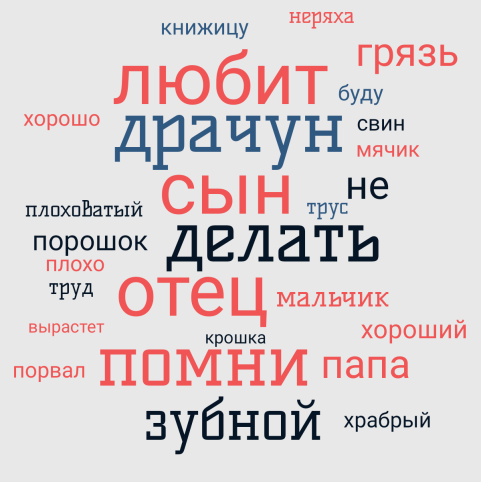 неряха
книжицу
грязь
любит
буду
хорошо
драчун
свин
мячик
сын
не
плохОватый
трус
порошок
делать
плохо
труд
отец
мальчик
вырастет
хороший
крошка
порвал
помни
папа
зубной
храбрый